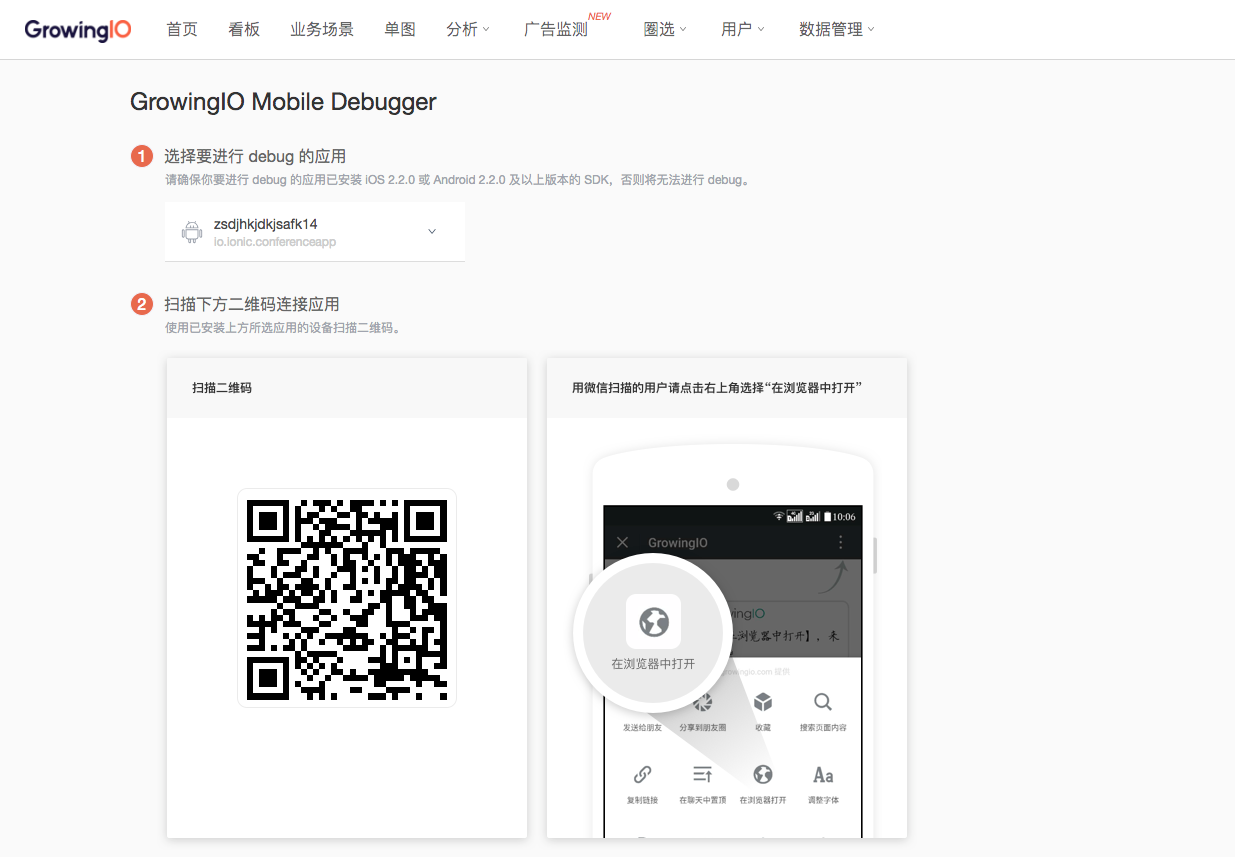 GrowingIO 首页 看板 业务场景 单图 分析 广告监测 NEW 圈选 用户 数据管理
GrowingIO Mobile Debugger
1 选择要进行 debug 的应用
请确保你要进行 debug 的应用已安装 iOS 2.2.0 或 Android 2.2.0 及以上版本的 SDK，否则将无法进行 debug。
zsdjhkjdkjsafk14
io.ionic.conferenceapp
2 扫描下方二维码连接应用
使用已安装上方所选应用的设备扫描二维码。
扫描二维码
用微信扫描的用户请点击右上角选择“在浏览器中打开”
10:06
GrowingIO
浏览器中打开】，来
在浏览器中打开
growingio.com 提供
发送给朋友 分享到朋友圈 收藏 搜索页面内容
Aa
复制链接 在聊天中置顶 在浏览器打开 调整字体